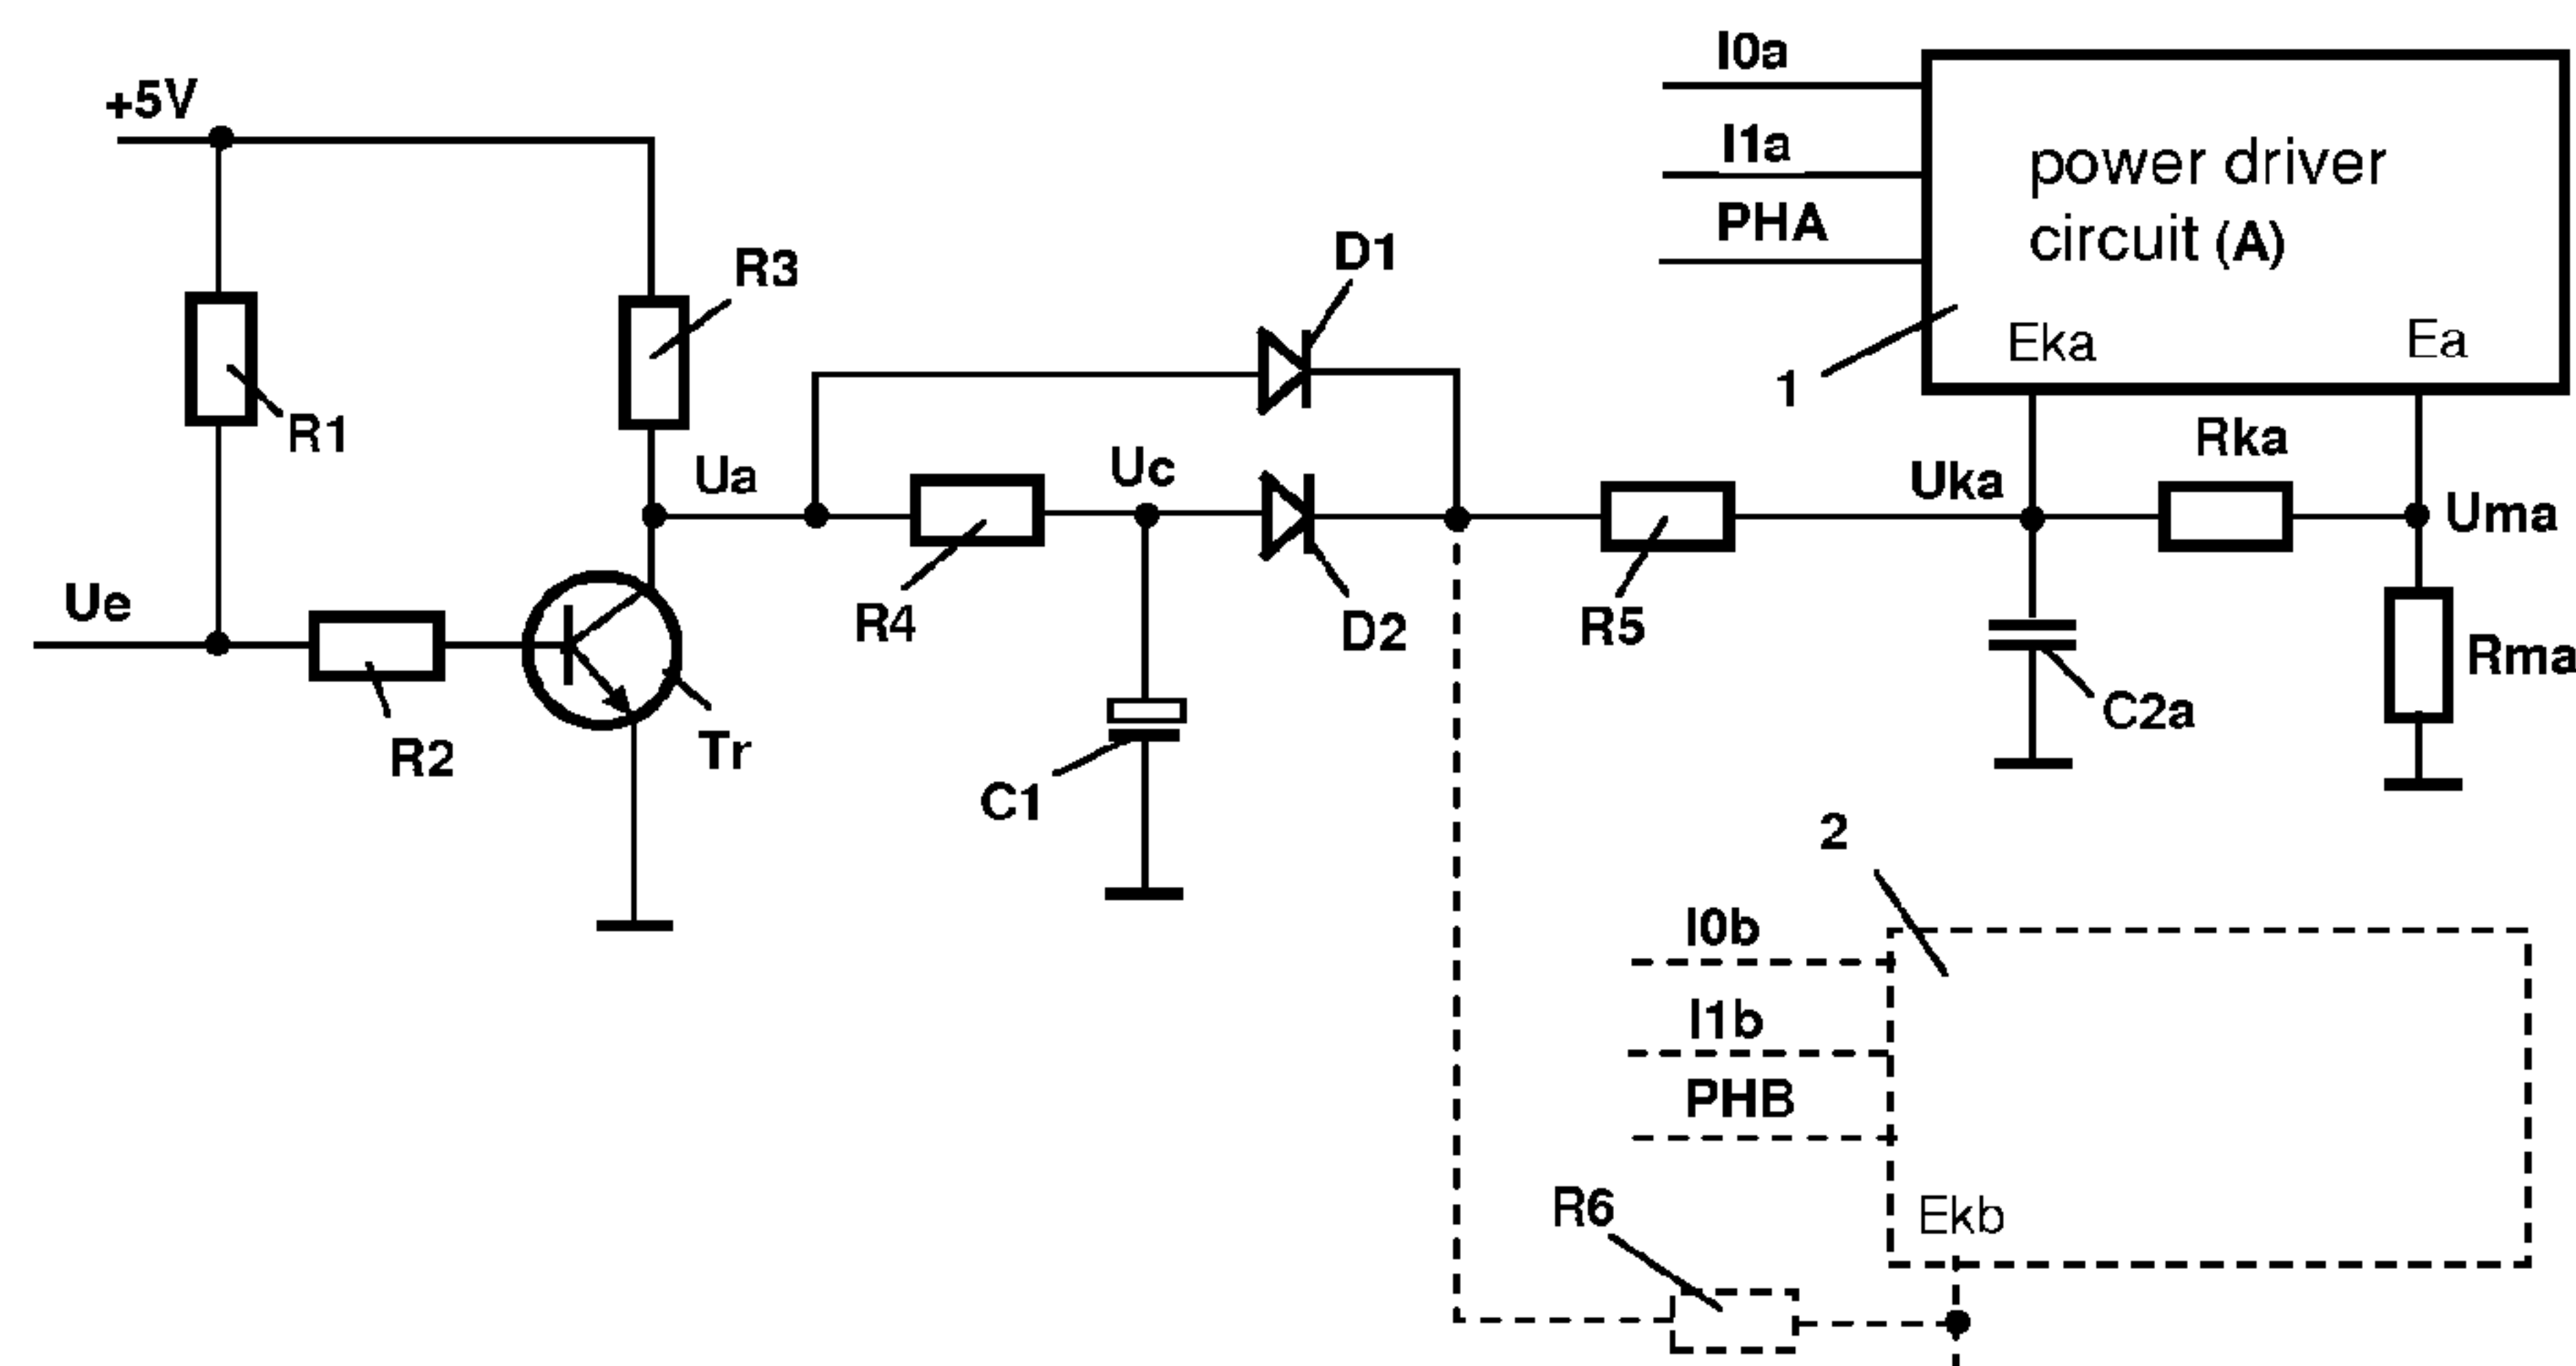 I0a
+5V
I1a
power driver
PHA
circuit (A)
D1
R3
Eka
Ea
1
R1
Rka
Ua
Uc
Uka
Uma
Ue
R4
D2
R5
Rma
R2
Tr
C2a
C1
2
I0b
I1b
PHB
R6
Ekb